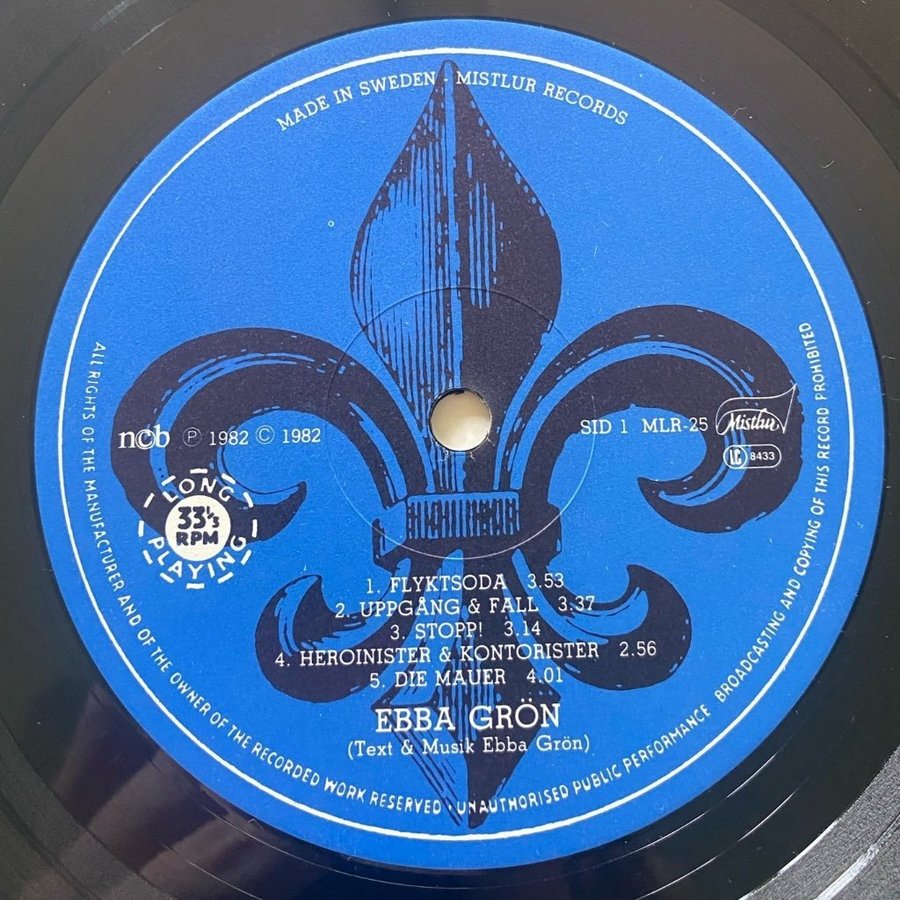 MADE IN SWEDEN - MISTLUR RECORDS
ncb Ⓟ 1982 © 1982
SID 1 MLR-25
Mistlur
LC 8433
LONG
33⅓
RPM
PLAYING
1. FLYKTSODA 3.53
2. UPPGÅNG & FALL 3.37
3. STOPP! 3.14
4. HEROINISTER & KONTORISTER 2.56
5. DIE MAUER 4.01
EBBA GRÖN
(Text & Musik Ebba Grön)
ALL RIGHTS OF THE MANUFACTURER AND OF THE OWNER OF THE RECORDED WORK RESERVED · UNAUTHORISED PUBLIC PERFORMANCE BROADCASTING AND COPYING OF THIS RECORD PROHIBITED